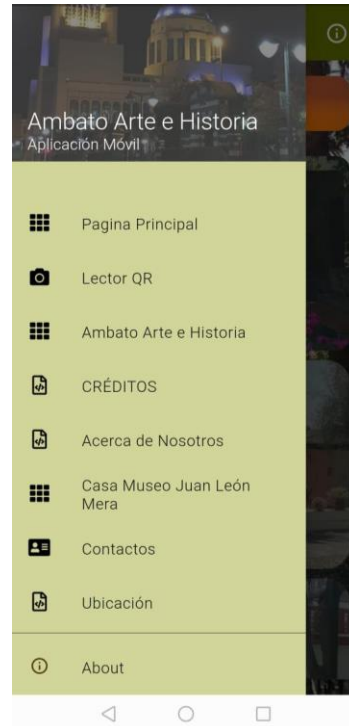 Ambato Arte e Historia
Aplicación Móvil
Pagina Principal
Lector QR
Ambato Arte e Historia
CRÉDITOS
Acerca de Nosotros
Casa Museo Juan León
Mera
Contactos
Ubicación
About